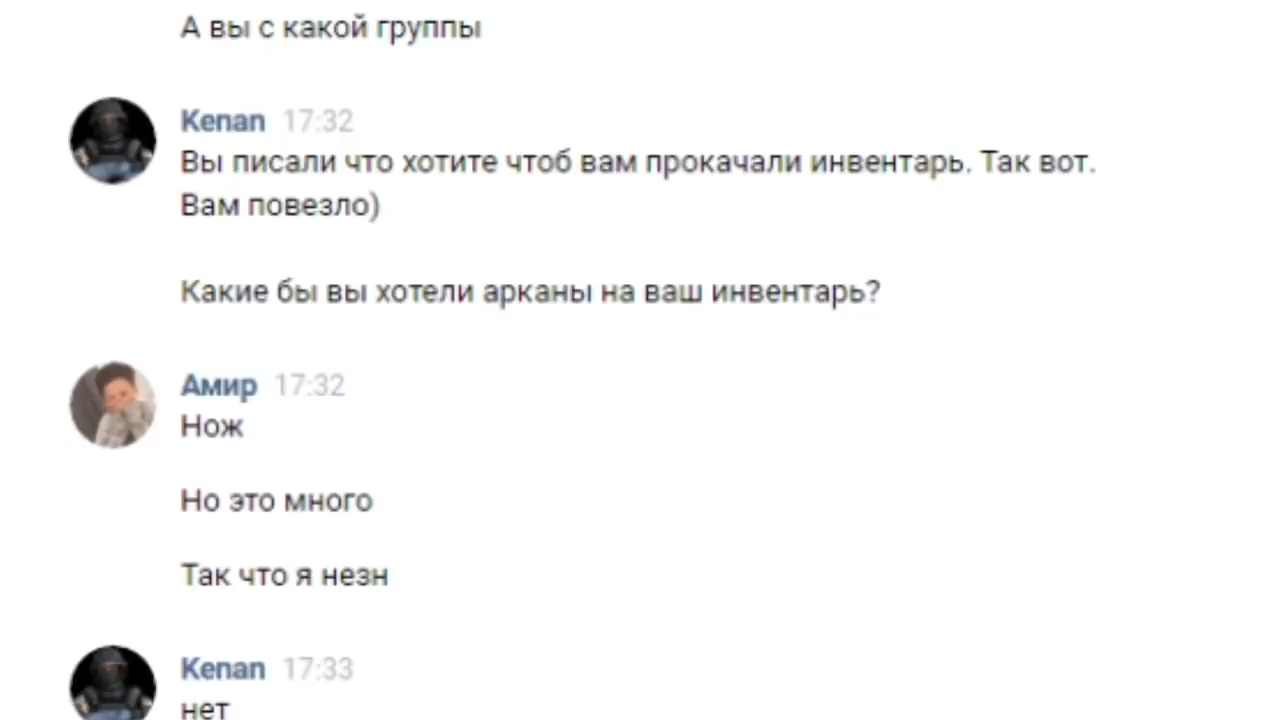 А вы с какой группы
Kenan 17:32
Вы писали что хотите чтоб вам прокачали инвентарь. Так вот.
Вам повезло)
Какие бы вы хотели арканы на ваш инвентарь?
Амир 17:32
Нож
Но это много
Так что я незн
Kenan 17:33
нет